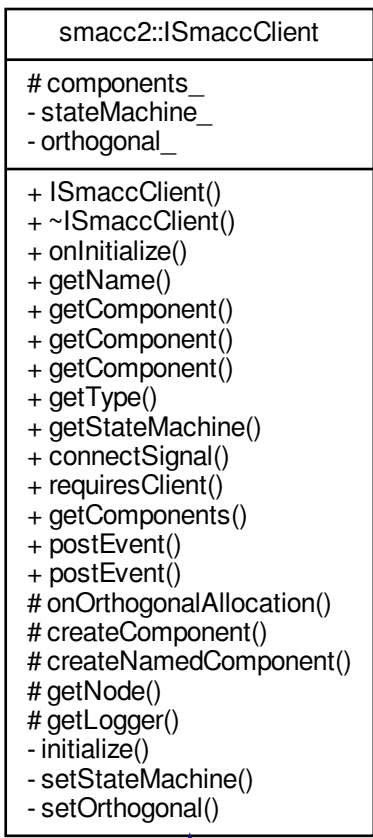 smacc2::ISmaccClient
# components_
- stateMachine_
- orthogonal_
+ ISmaccClient()
+ ~ISmaccClient()
+ onInitialize()
+ getName()
+ getComponent()
+ getComponent()
+ getComponent()
+ getType()
+ getStateMachine()
+ connectSignal()
+ requiresClient()
+ getComponents()
+ postEvent()
+ postEvent()
# onOrthogonalAllocation()
# createComponent()
# createNamedComponent()
# getNode()
# getLogger()
- initialize()
- setStateMachine()
- setOrthogonal()